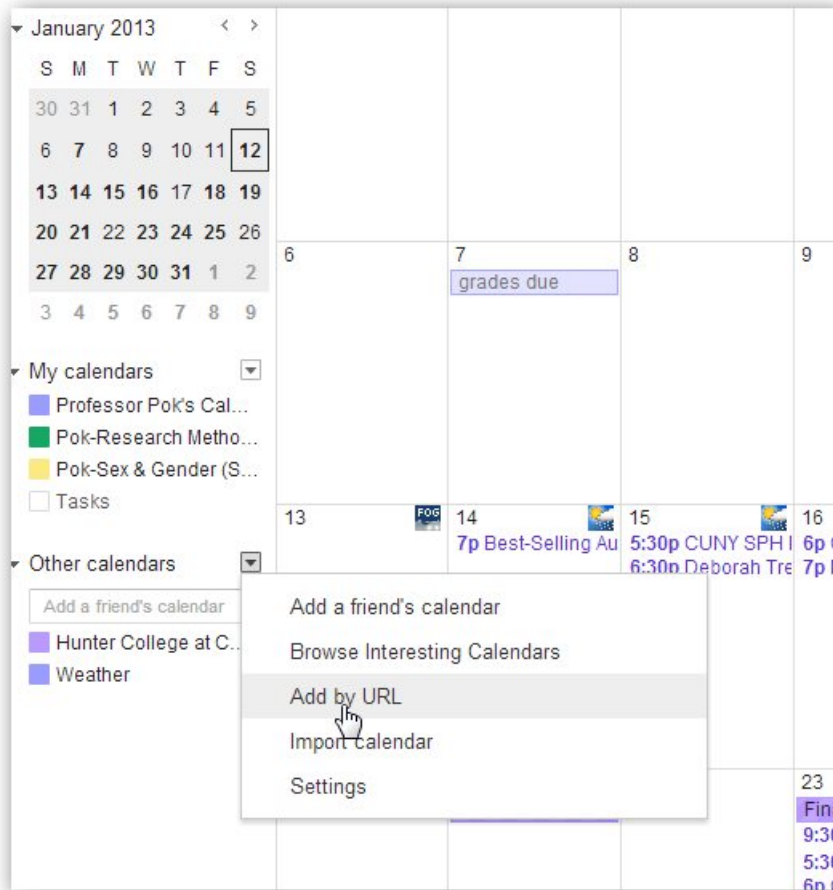 January 2013 < >
S M T W T F S
30 31 1 2 3 4 5
6 7 8 9 10 11 12
13 14 15 16 17 18 19
20 21 22 23 24 25 26
27 28 29 30 31 1 2
3 4 5 6 7 8 9
My calendars
Professor Pok's Cal...
Pok-Research Metho...
Pok-Sex & Gender (S...
Tasks
Other calendars
Add a friend's calendar
Hunter College at C...
Weather
Add a friend's calendar
Browse Interesting Calendars
Add by URL
Import calendar
Settings
6 7 8 9
grades due
13 FOG 14 15 16
7p Best-Selling Au 5:30p CUNY SPH 6p
6:30p Deborah Tre 7p
23
Fin
9:30
5:30
6p